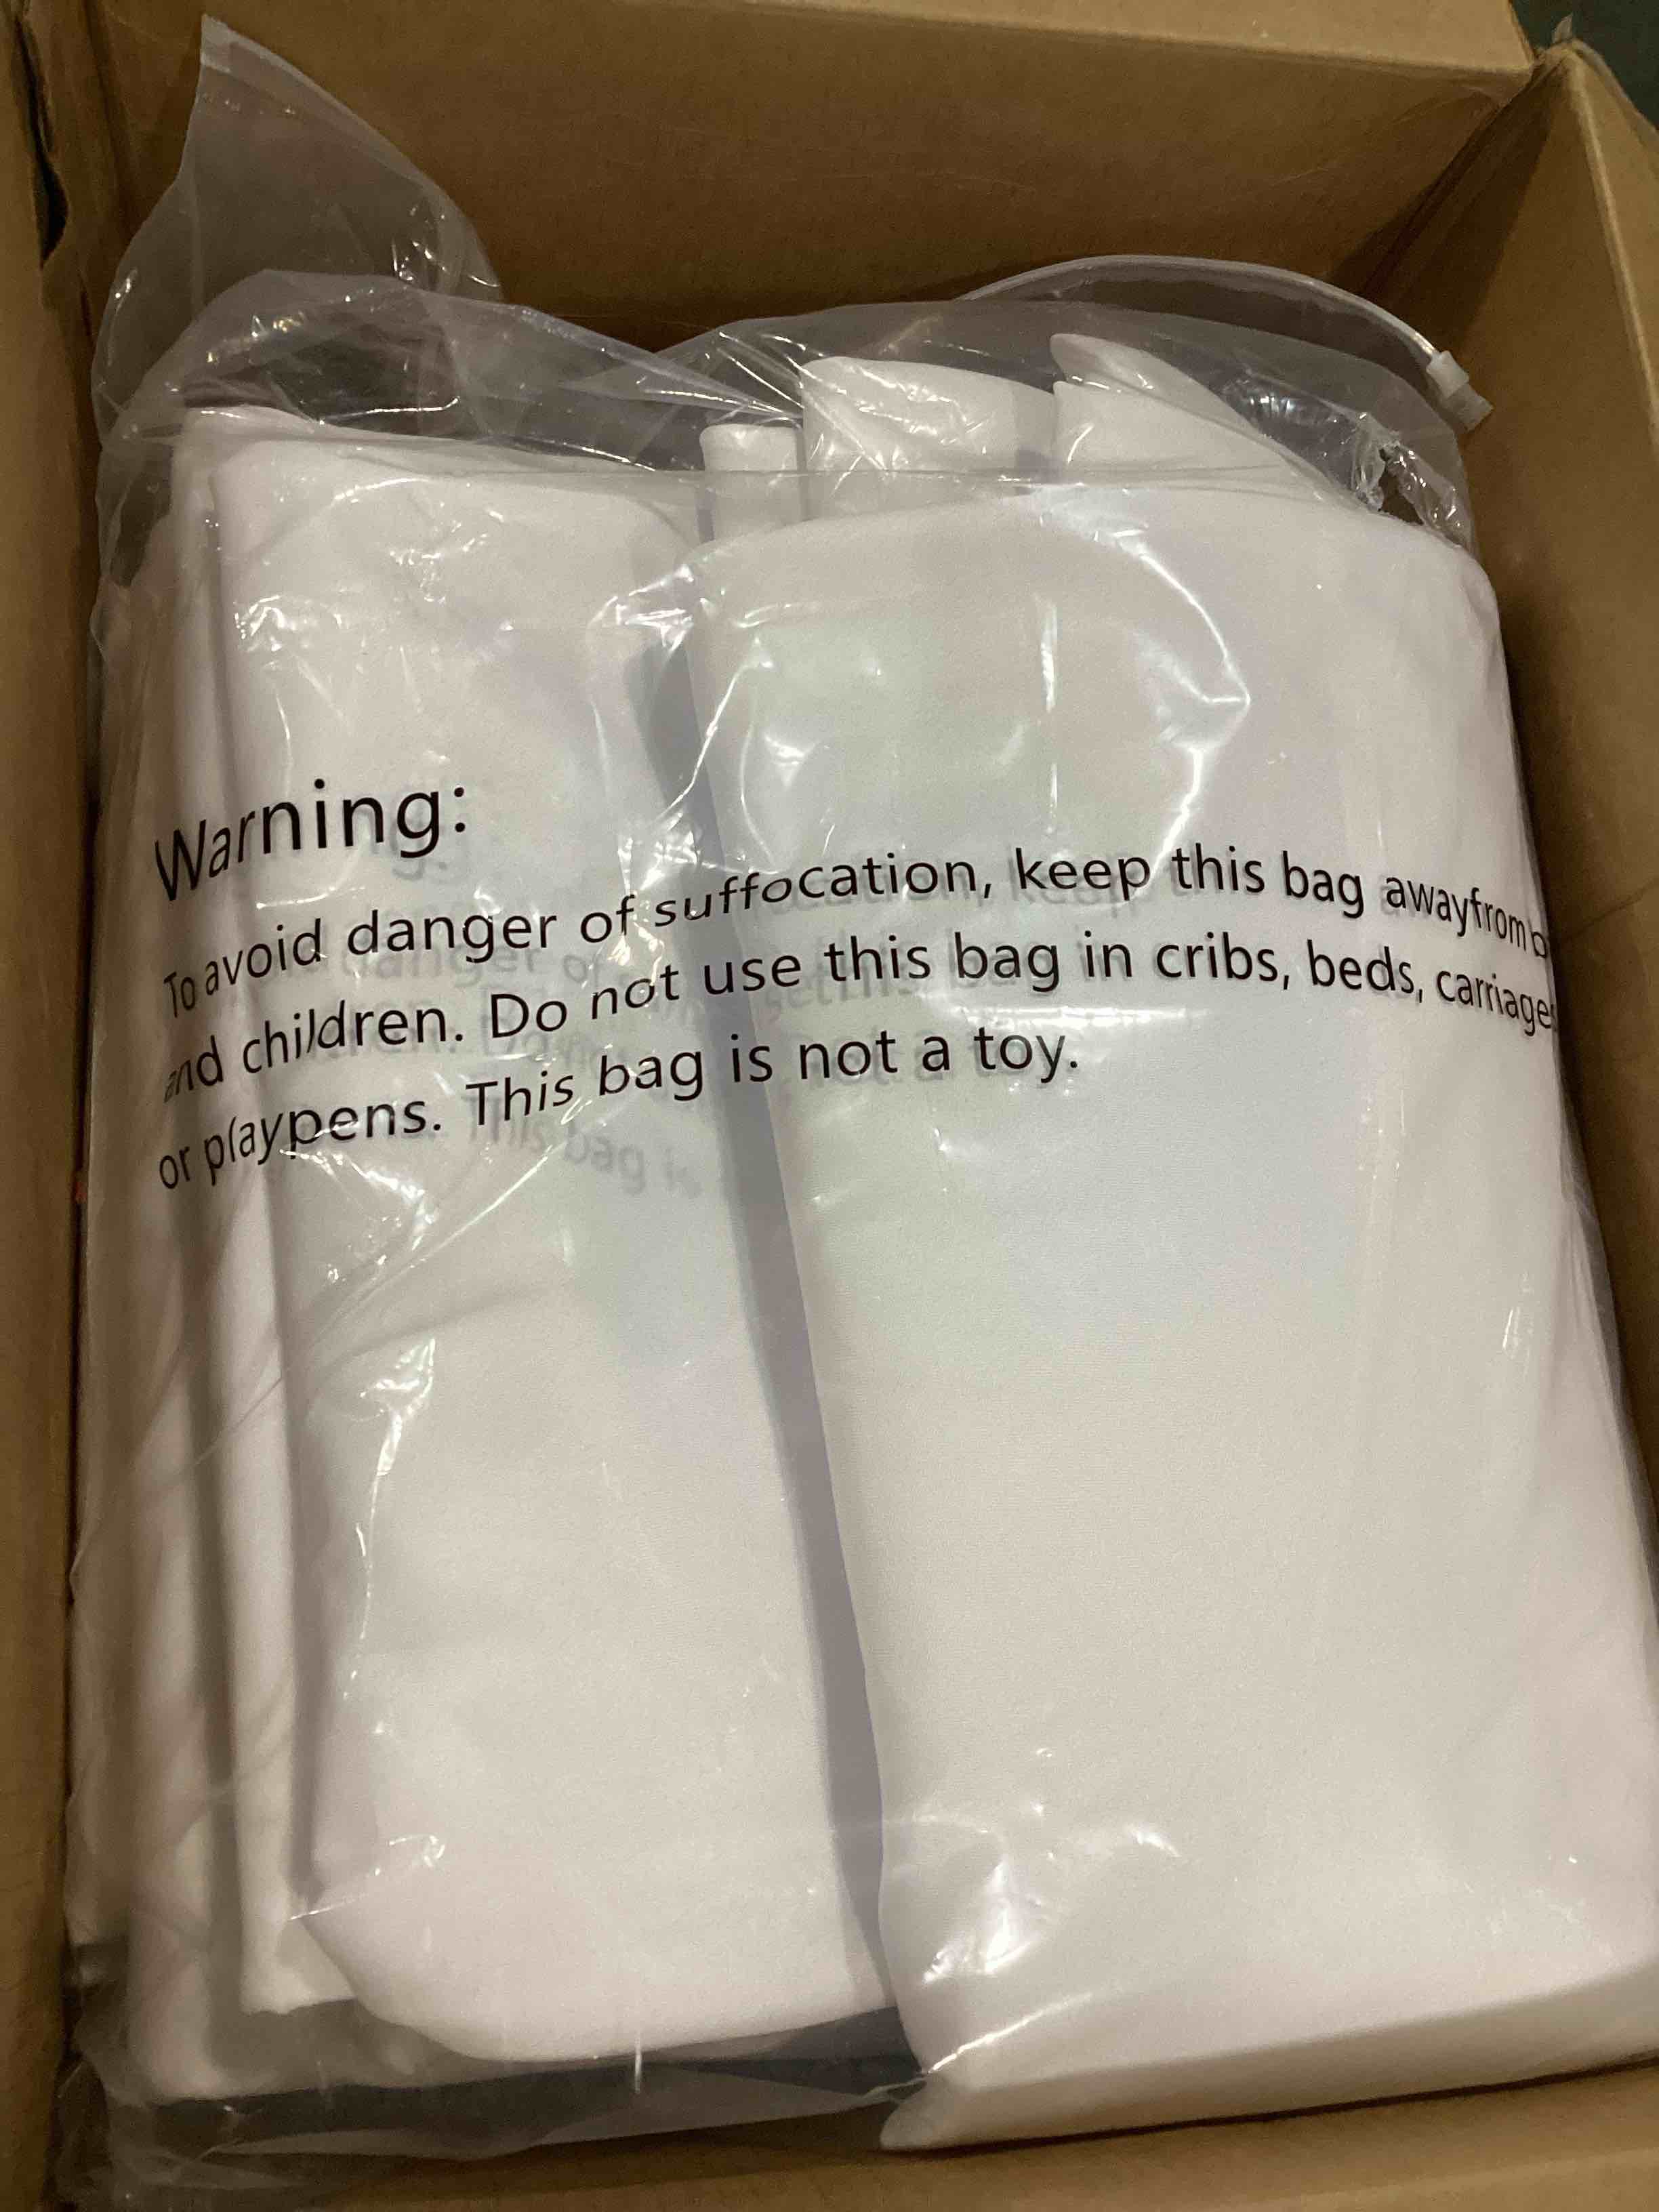 Warning:
To avoid danger of suffocation, keep this bag awayfrom b
and children. Do not use this bag in cribs, beds, carriages
or playpens. This bag is not a toy.